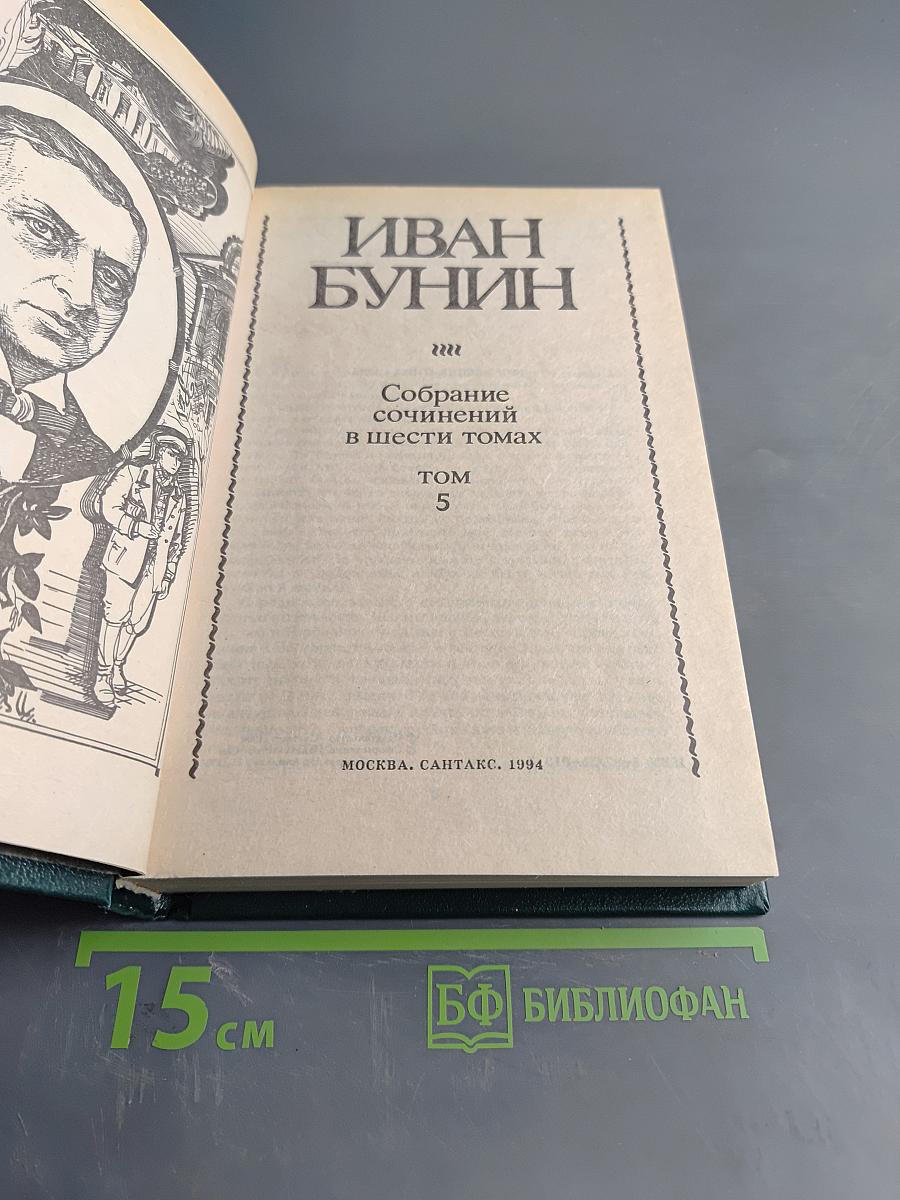 ИВАН
БУНИН
Собрание
сочинений
в шести томах
том
5
МОСКВА. САНТАКС. 1994
15 см
БФ БИБЛИОФАН